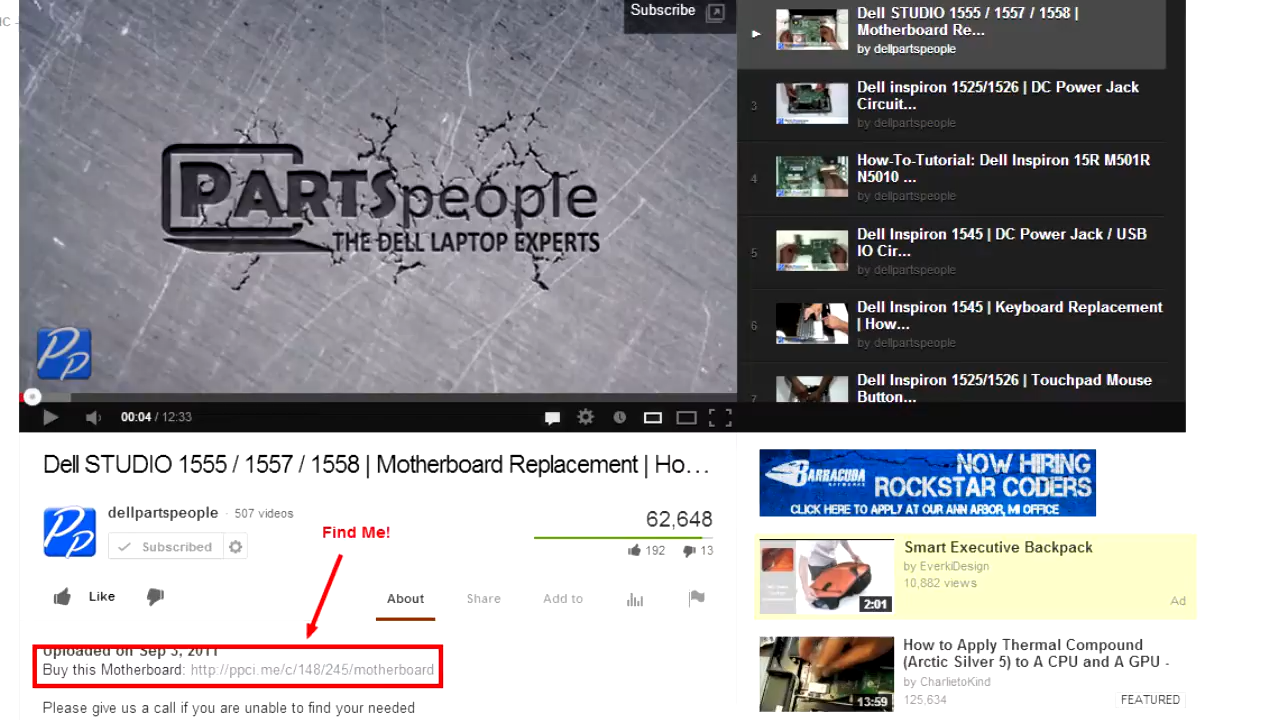 Subscribe
PARTSpeople
THE DELL LAPTOP EXPERTS
PP
00:04 / 12:33
Dell STUDIO 1555 / 1557 / 1558 |
Motherboard Re...
by dellpartspeople
3
Dell inspiron 1525/1526 | DC Power Jack
Circuit...
by dellpartspeople
4
How-To-Tutorial: Dell Inspiron 15R M501R
N5010 ...
by dellpartspeople
5
Dell Inspiron 1545 | DC Power Jack / USB
IO Cir...
by dellpartspeople
6
Dell Inspiron 1545 | Keyboard Replacement
| How...
by dellpartspeople
7
Dell Inspiron 1525/1526 | Touchpad Mouse
Button...
Dell STUDIO 1555 / 1557 / 1558 | Motherboard Replacement | Ho...
PP
dellpartspeople · 507 videos
Subscribed
Find Me!
62,648
192 13
Like
About Share Add to
Uploaded on Sep 3, 2011
Buy this Motherboard: http://ppci.me/c/148/245/motherboard
Please give us a call if you are unable to find your needed
BARRACUDA
NETWORKS
NOW HIRING
ROCKSTAR CODERS
CLICK HERE TO APPLY AT OUR ANN ARBOR, MI OFFICE
Smart Executive Backpack
by EverkiDesign
10,882 views
Ad
2:01
How to Apply Thermal Compound
(Arctic Silver 5) to A CPU and A GPU -
by CharlietoKind
125,634
FEATURED
13:59